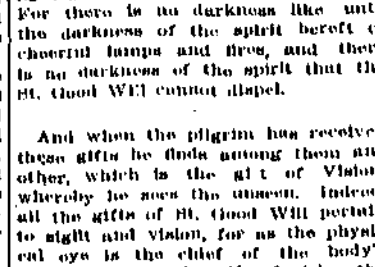 For there is no darkness like unt
the darkness of the spirit bereft o
cheerful lamps and fires, and ther
is no darkness of the spirit that th
St. Good Will cannot dispel.
And when the pilgrim has receive
these gifts he finds among them an
other, which is the gift of Vision
whereby he sees the unseen. Indeed
all the gifts of St. Good Will pertai
to sight and vision, for as the physi
cal eye is the chief of the body'